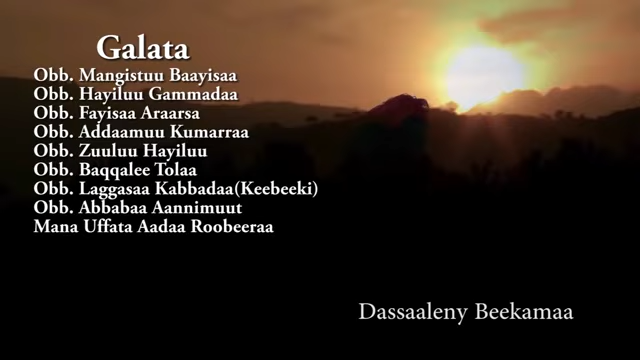 Galata
Obb. Mangistuu Baayisaa
Obb. Hayiluu Gammadaa
Obb. Fayisaa Araarsa
Obb. Addaamuu Kumarraa
Obb. Zuuluu Hayiluu
Obb. Baqqalee Tolaa
Obb. Laggasaa Kabbadaa(Keebeeki)
Obb. Abbabaa Aannimuut
Mana Uffata Aadaa Roobeeraa
Dassaaleny Beekamaa